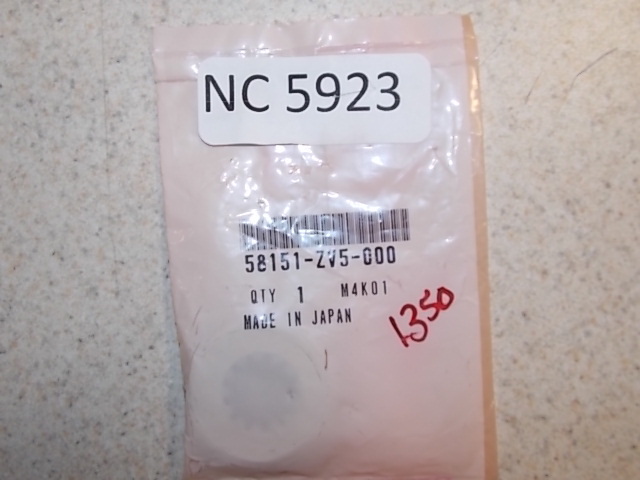 NC 5923
58151-ZV5-000
QTY 1 M4K01
MADE IN JAPAN
1350